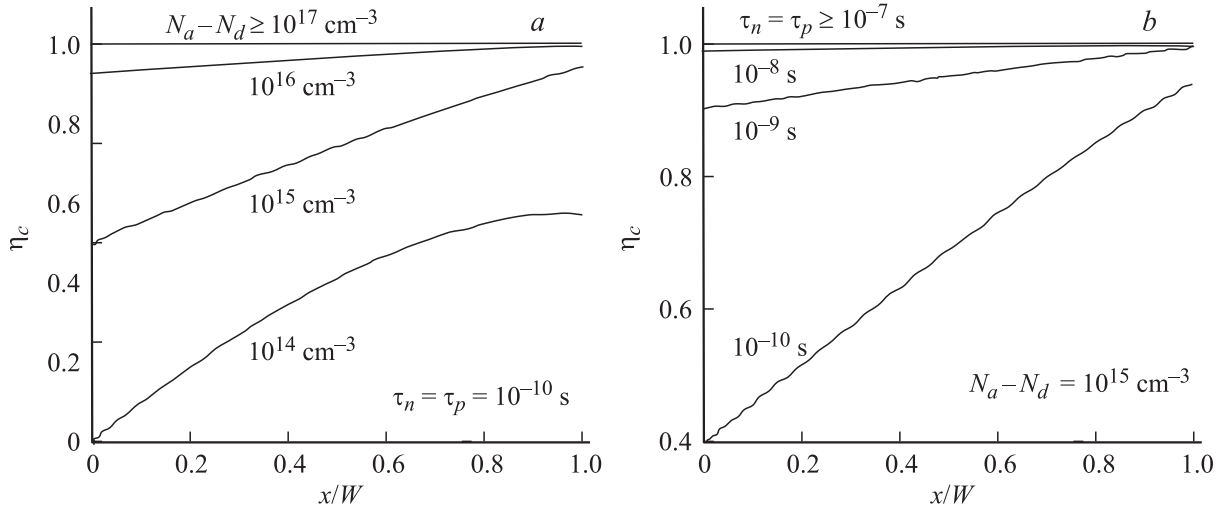 N_a – N_d ≥ 10^17 cm^–3
a
1.0
10^16 cm^–3
0.8
0.6
10^15 cm^–3
η_c
0.4
10^14 cm^–3
0.2
τ_n = τ_p = 10^–10 s
0
0 0.2 0.4 0.6 0.8 1.0
x/W
τ_n = τ_p ≥ 10^–7 s
b
1.0
10^–8 s
10^–9 s
0.8
η_c
0.6
10^–10 s
N_a – N_d = 10^15 cm^–3
0.4
0 0.2 0.4 0.6 0.8 1.0
x/W